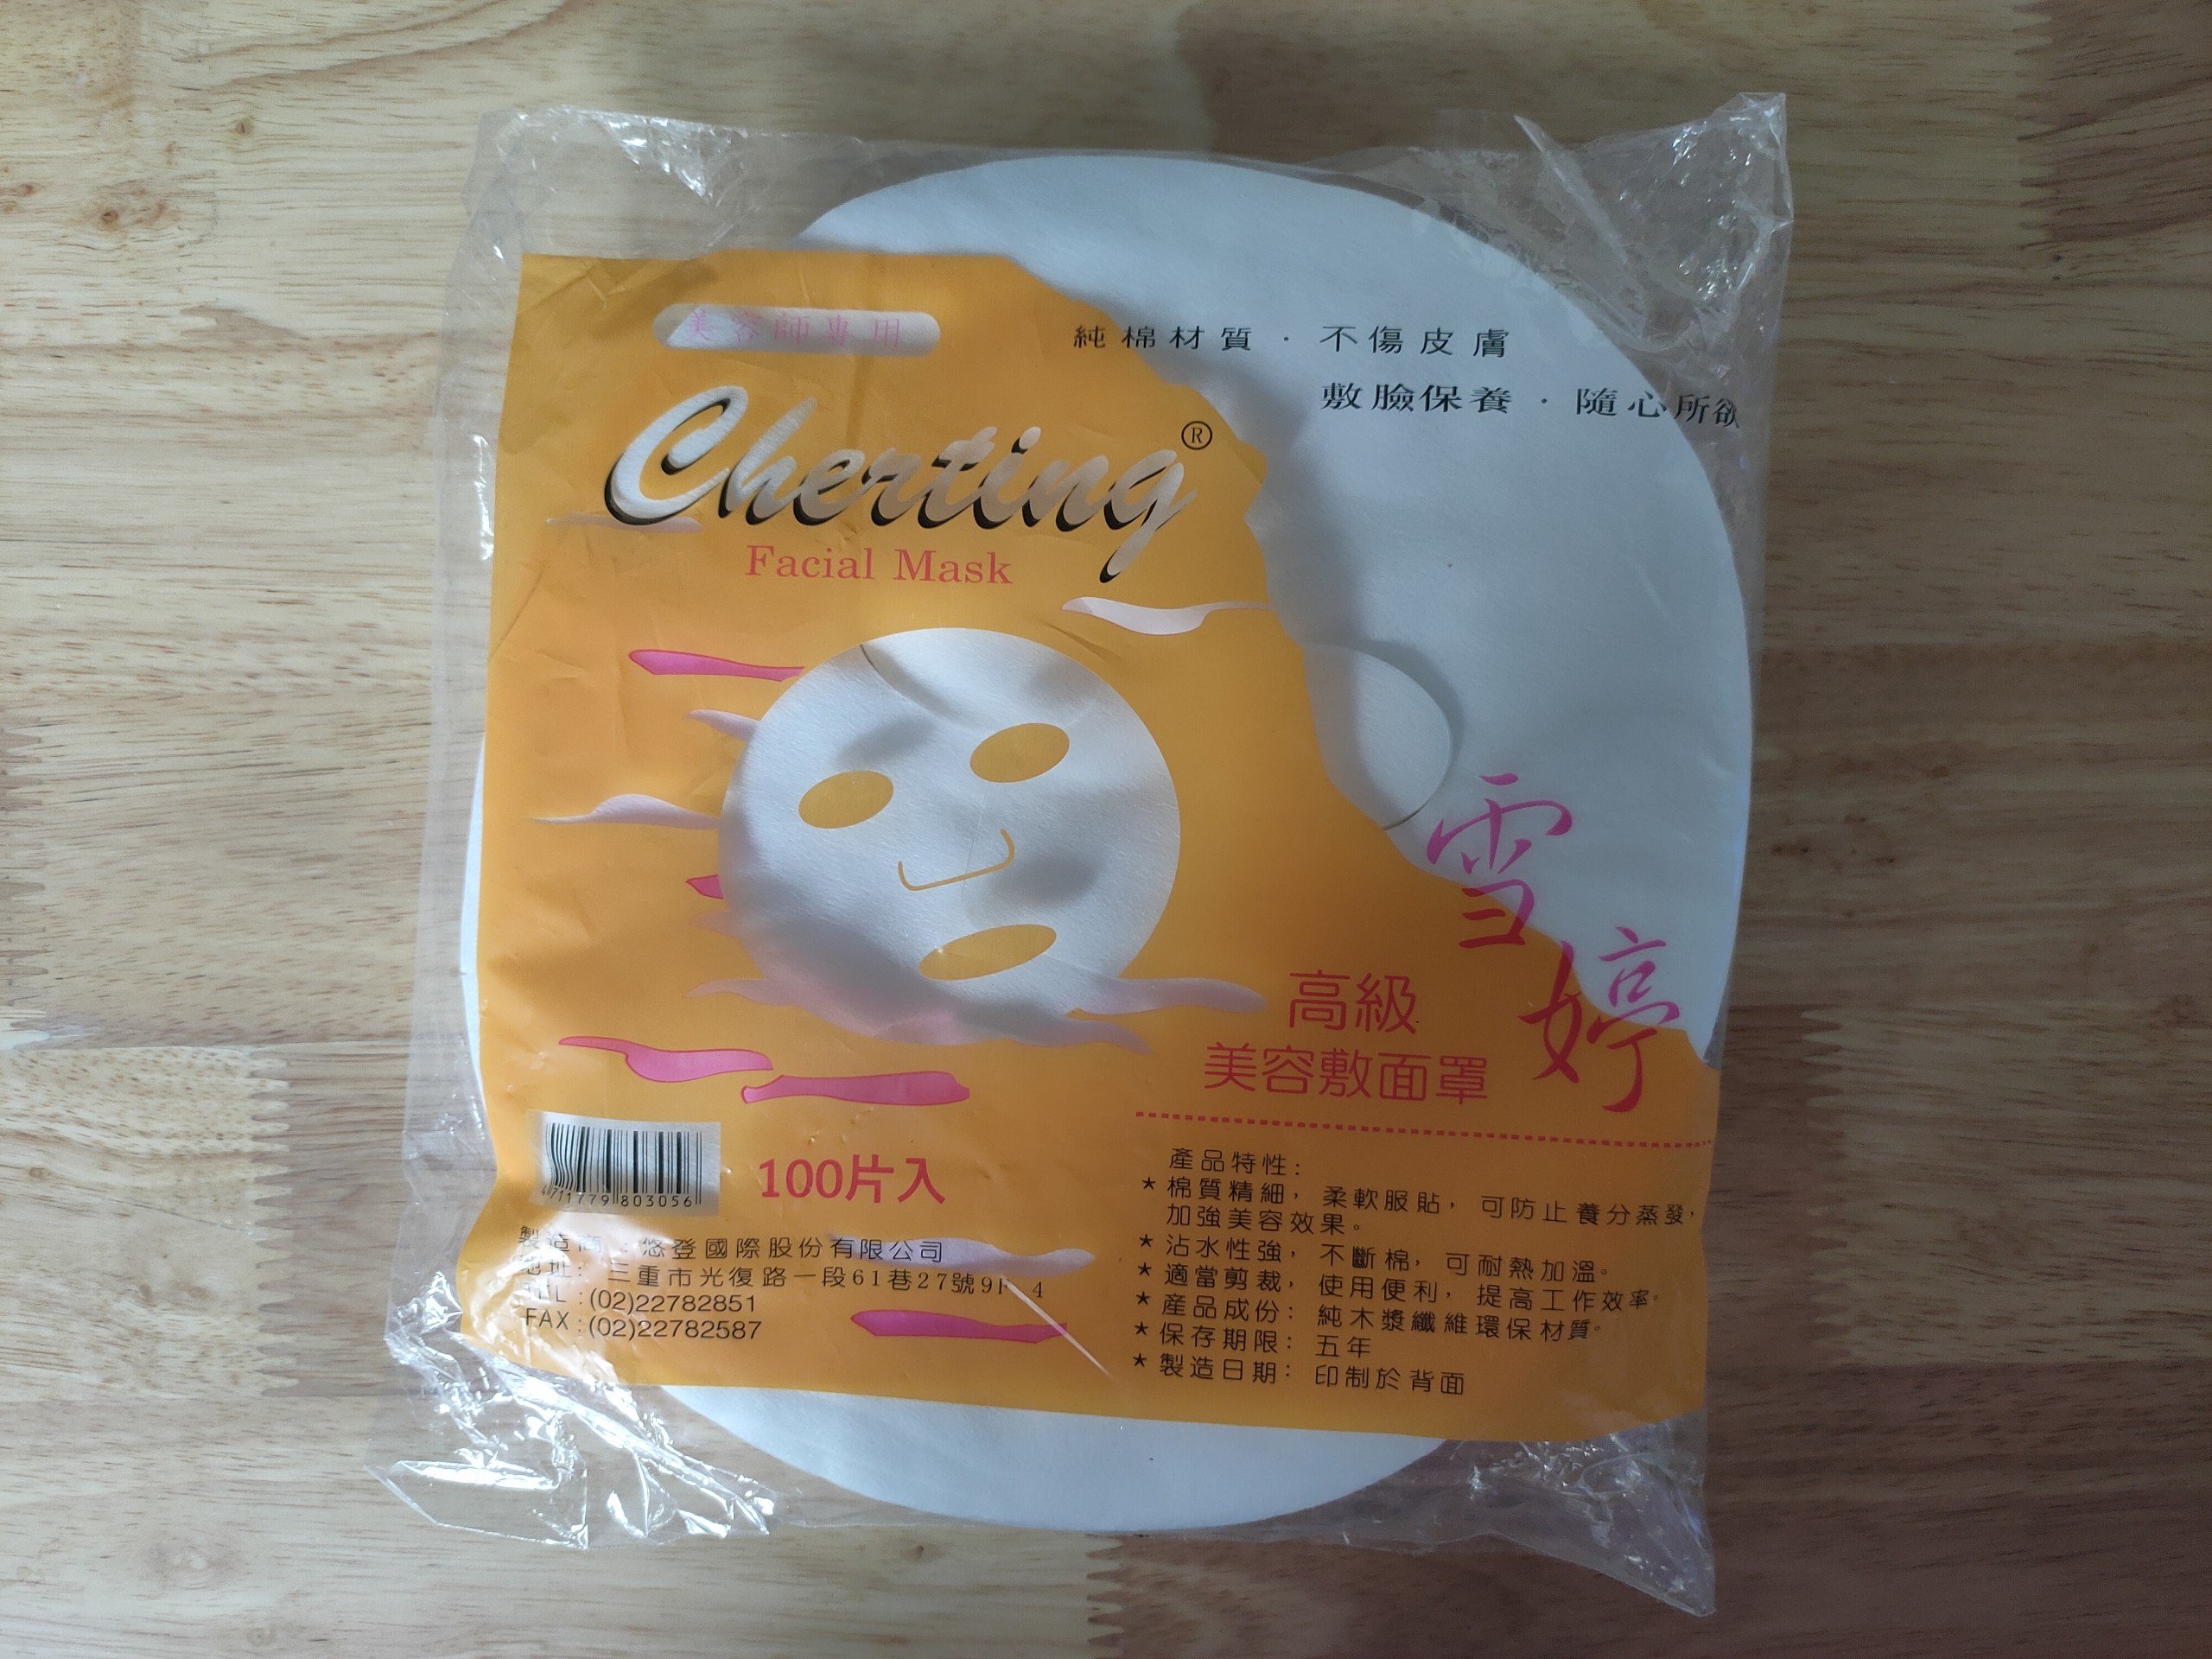 美容師專用
純棉材質．不傷皮膚
敷臉保養．隨心所欲
Cherting®
Facial Mask
雪婷
高級
美容敷面罩
4711779803056
100片入
製造商：悠登國際股份有限公司
地址：三重市光復路一段61巷27號9F 4
TEL:(02)22782851
FAX:(02)22782587
產品特性：
★棉質精細，柔軟服貼，可防止養分蒸發，
加強美容效果。
★沾水性強，不斷棉，可耐熱加溫。
★適當剪裁，使用便利，提高工作效率。
★產品成份：純木漿纖維環保材質。
★保存期限：五年
★製造日期：印制於背面